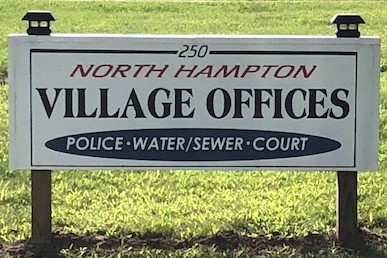 250
NORTH HAMPTON
VILLAGE OFFICES
POLICE · WATER/SEWER · COURT